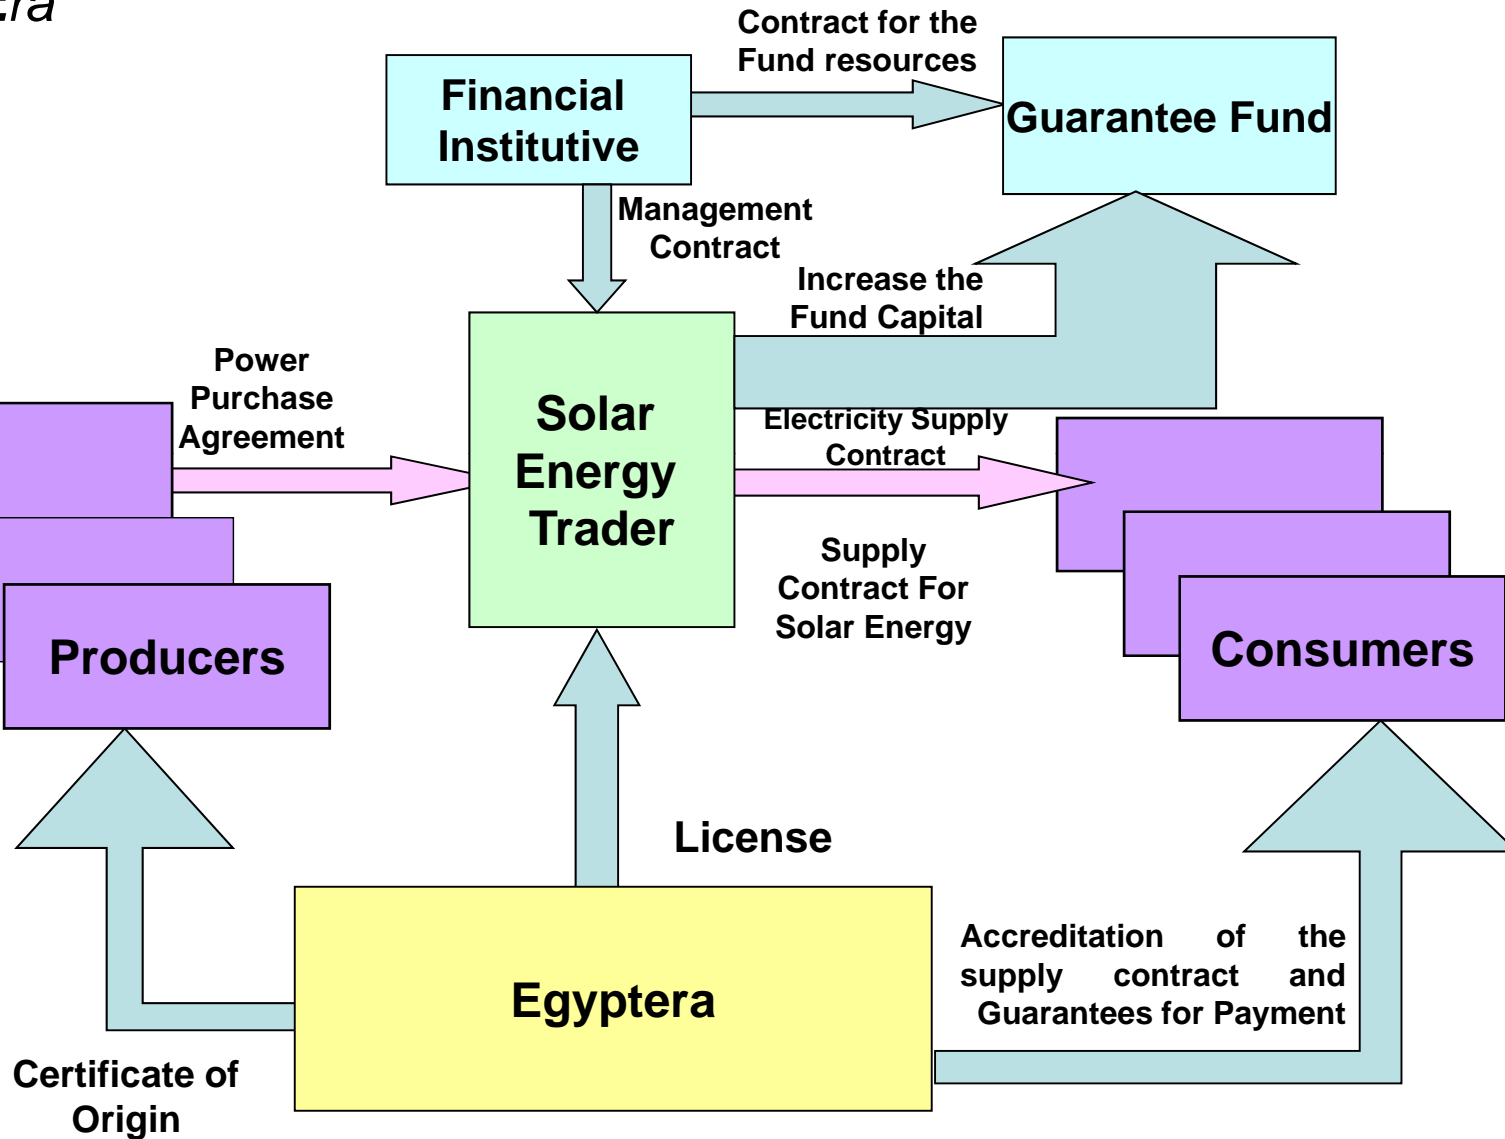 Contract for the
Fund resources
Financial
Institutive
Guarantee Fund
Management
Contract
Increase the
Fund Capital
Power
Purchase
Agreement
Solar
Energy
Trader
Electricity Supply
Contract
Supply
Contract For
Solar Energy
Producers
Consumers
License
Egyptera
Accreditation of the
supply contract and
Guarantees for Payment
Certificate of
Origin